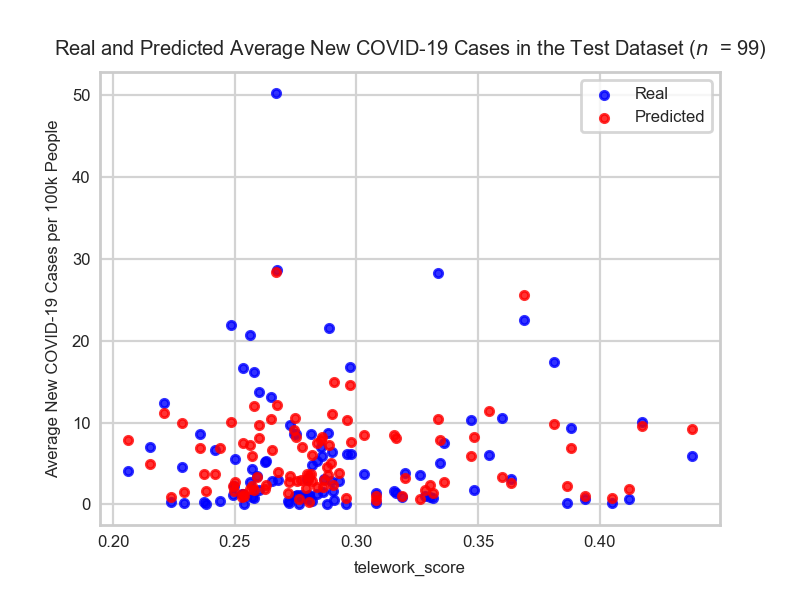 Real and Predicted Average New COVID-19 Cases in the Test Dataset (n = 99)
Real
Predicted
Average New COVID-19 Cases per 100k People
50
40
30
20
10
0
0.20 0.25 0.30 0.35 0.40
telework_score